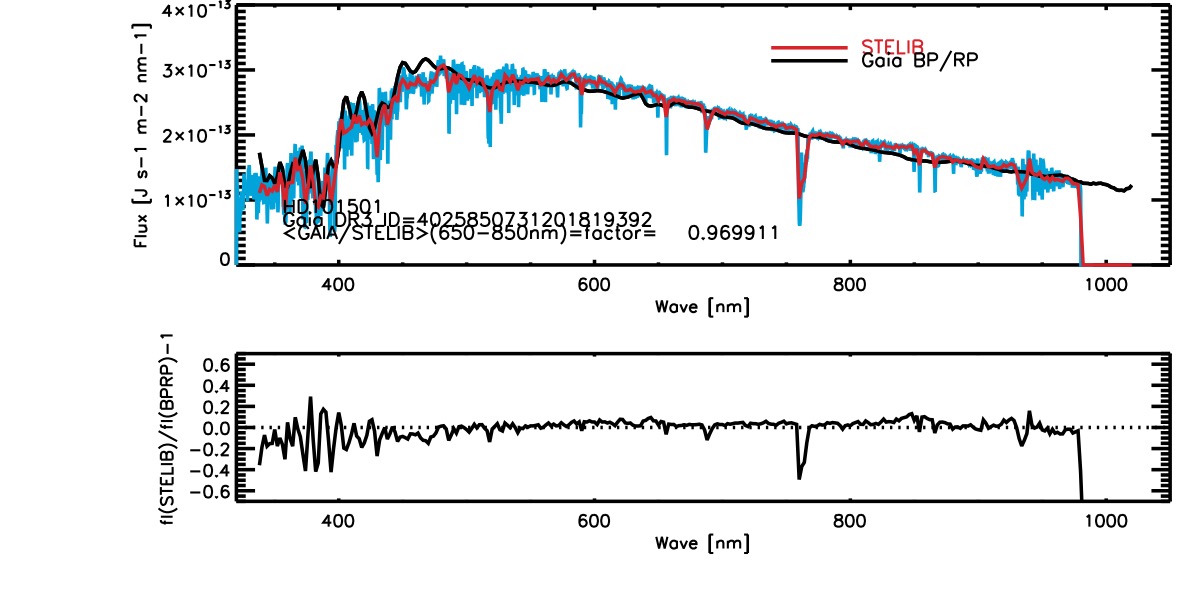 4×10−13
3×10−13
2×10−13
1×10−13
0
Flux [J s−1 m−2 nm−1]
STELIB
Gaia BP/RP
HD101501
Gaia DR3 ID=4025850731201819392
<GAIA/STELIB>(650−850nm)=factor= 0.969911
400 600 800 1000
Wave [nm]
fl(STELIB)/fl(BPRP)−1
0.6
0.4
0.2
0.0
−0.2
−0.4
−0.6
400 600 800 1000
Wave [nm]